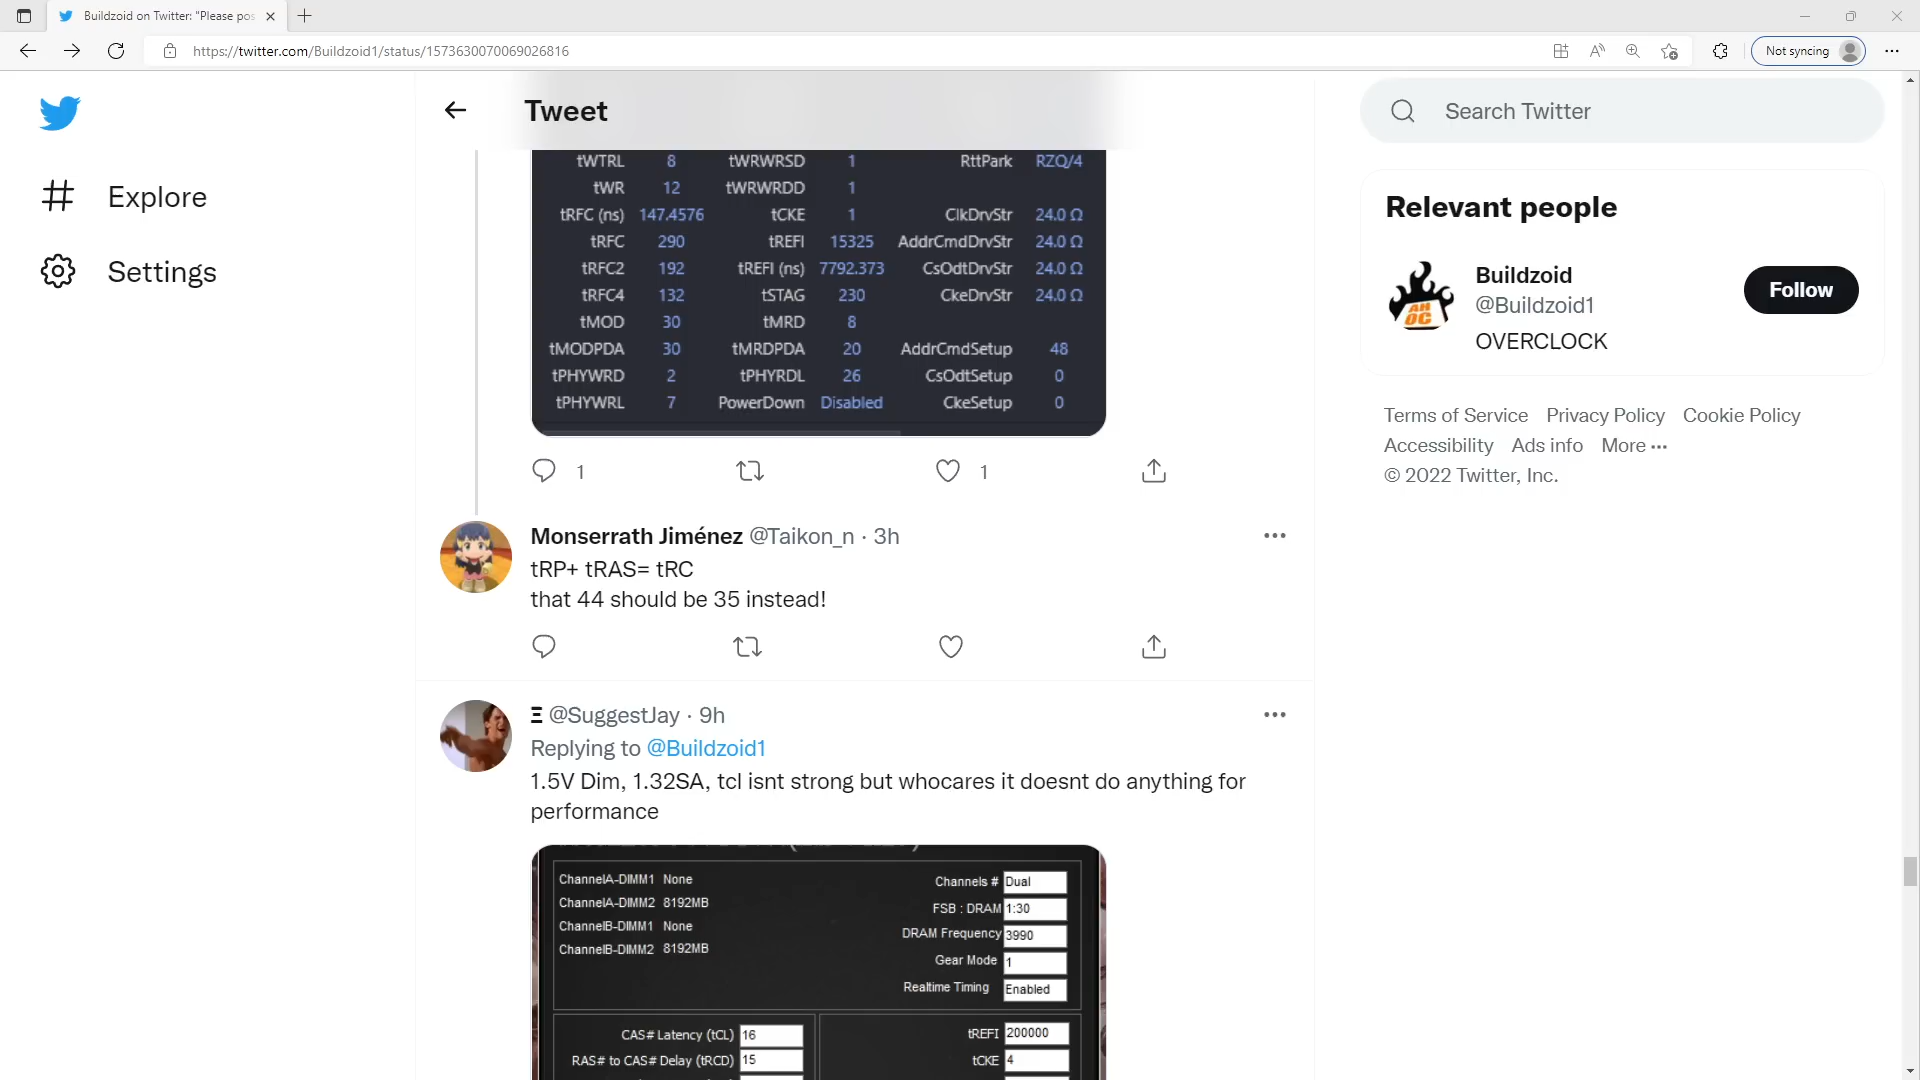 Buildzoid on Twitter: "Please pos
https://twitter.com/Buildzoid1/status/1573630070069026816
Not syncing
Explore
Settings
Tweet
tWTRL 8 tWRWRSD 1 RttPark RZQ/4
tWR 12 tWRWRDD 1
tRFC (ns) 147.4576 tCKE 1 ClkDrvStr 24.0 Ω
tRFC 290 tREFI 15325 AddrCmdDrvStr 24.0 Ω
tRFC2 192 tREFI (ns) 7792.373 CsOdtDrvStr 24.0 Ω
tRFC4 132 tSTAG 230 CkeDrvStr 24.0 Ω
tMOD 30 tMRD 8
tMODPDA 30 tMRDPDA 20 AddrCmdSetup 48
tPHYWRD 2 tPHYRDL 26 CsOdtSetup 0
tPHYWRL 7 PowerDown Disabled CkeSetup 0
1 1
Monserrath Jiménez @Taikon_n · 3h
tRP+ tRAS= tRC
that 44 should be 35 instead!
Ξ @SuggestJay · 9h
Replying to @Buildzoid1
1.5V Dim, 1.32SA, tcl isnt strong but whocares it doesnt do anything for
performance
ChannelA-DIMM1 None
ChannelA-DIMM2 8192MB
ChannelB-DIMM1 None
ChannelB-DIMM2 8192MB
Channels # Dual
FSB : DRAM 1:30
DRAM Frequency 3990
Gear Mode 1
Realtime Timing Enabled
CAS# Latency (tCL) 16
RAS# to CAS# Delay (tRCD) 15
tREFI 200000
tCKE 4
Search Twitter
Relevant people
AH
OC
Buildzoid
@Buildzoid1
OVERCLOCK
Follow
Terms of Service Privacy Policy Cookie Policy
Accessibility Ads info More ···
© 2022 Twitter, Inc.